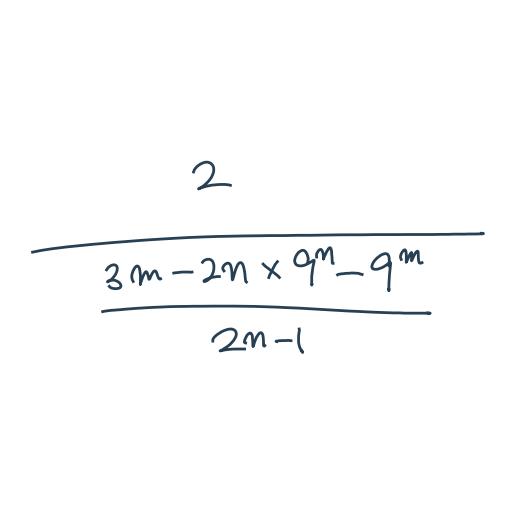 2
3m - 2n × 9ⁿ - 9ᵐ
2n - 1